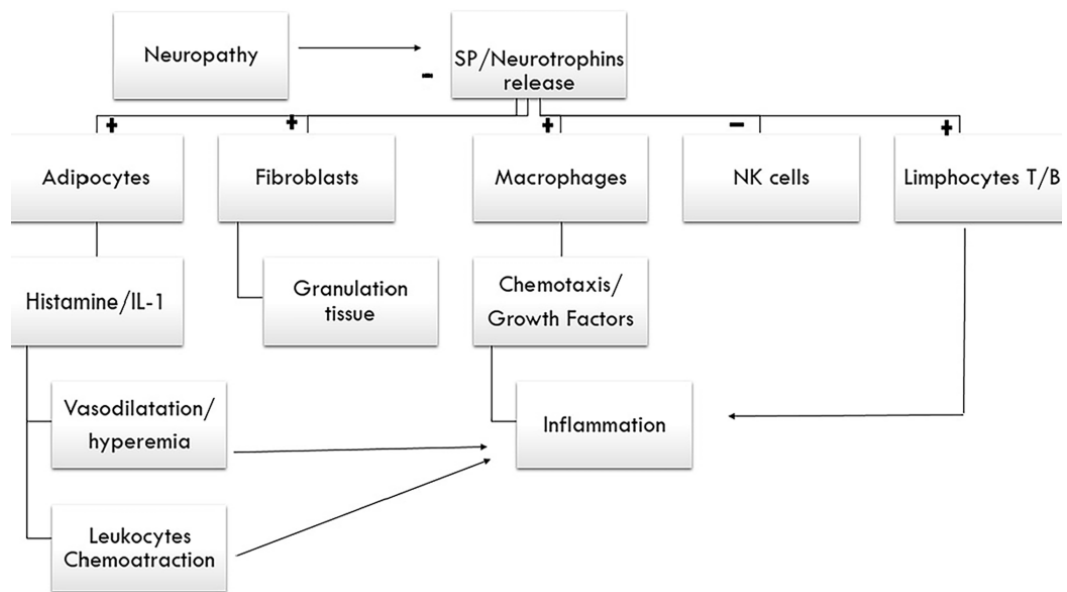 Neuropathy
SP/Neurotrophins
release
-
+
+
+
-
+
Adipocytes
Fibroblasts
Macrophages
NK cells
Limphocytes T/B
Histamine/IL-1
Granulation
tissue
Chemotaxis/
Growth Factors
Vasodilatation/
hyperemia
Inflammation
Leukocytes
Chemoatraction